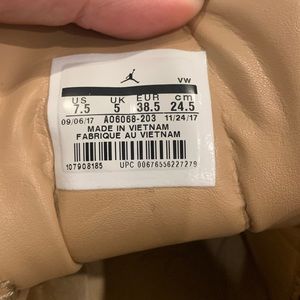 VW
US UK EUR cm
7.5 5 38.5 24.5
09/06/17 AO6068-203 11/24/17
MADE IN VIETNAM
FABRIQUE AU VIETNAM
107908185 UPC 00676556227279